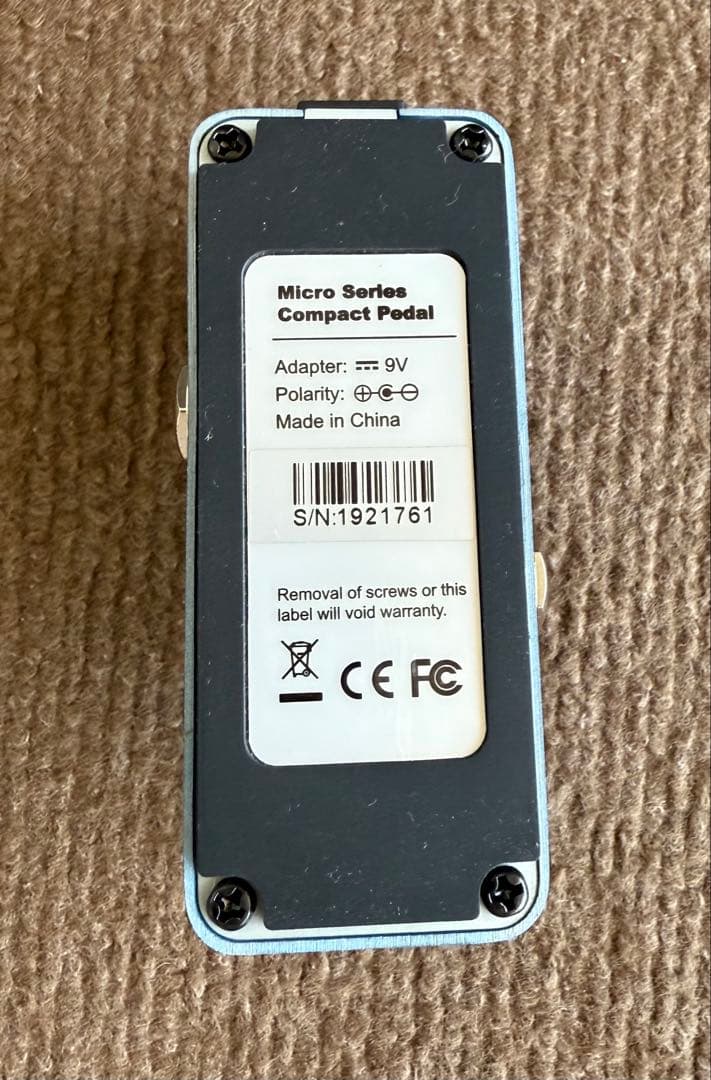 Micro Series
Compact Pedal
Adapter: ⎓ 9V
Polarity:
Made in China
S/N:1921761
Removal of screws or this
label will void warranty.
CE FC